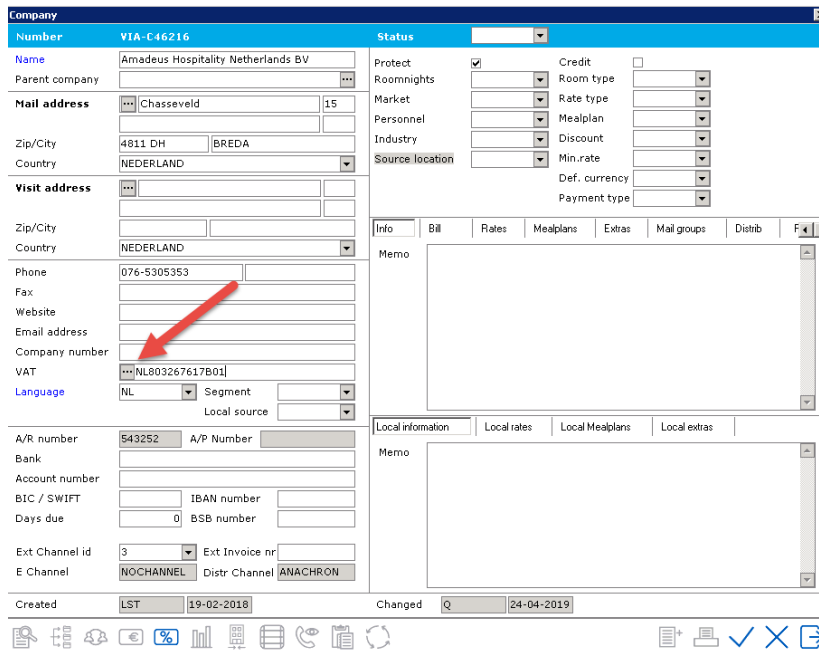 Company
Number VIA-C46216 Status
Name Amadeus Hospitality Netherlands BV
Parent company
Mail address Chasseveld 15
Zip/City 4811 DH BREDA
Country NEDERLAND
Visit address
Zip/City
Country NEDERLAND
Phone 076-5305353
Fax
Website
Email address
Company number
VAT NL803267617B01
Language NL Segment
Local source
A/R number 543252 A/P Number
Bank
Account number
BIC / SWIFT IBAN number
Days due 0 BSB number
Ext Channel id 3 Ext Invoice nr
E Channel NOCHANNEL Distr Channel ANACHRON
Created LST 19-02-2018
Protect Credit
Roomnights Room type
Market Rate type
Personnel Mealplan
Industry Discount
Source location Min.rate
Def. currency
Payment type
Info Bill Rates Mealplans Extras Mail groups Distrib
Memo
Local information Local rates Local Mealplans Local extras
Memo
Changed Q 24-04-2019